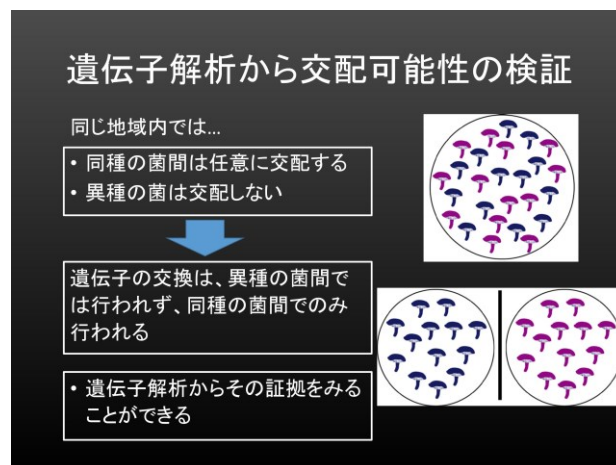 遺伝子解析から交配可能性の検証
同じ地域内では...
• 同種の菌間は任意に交配する
• 異種の菌は交配しない
遺伝子の交換は、異種の菌間で
は行われず、同種の菌間でのみ
行われる
• 遺伝子解析からその証拠をみる
ことができる